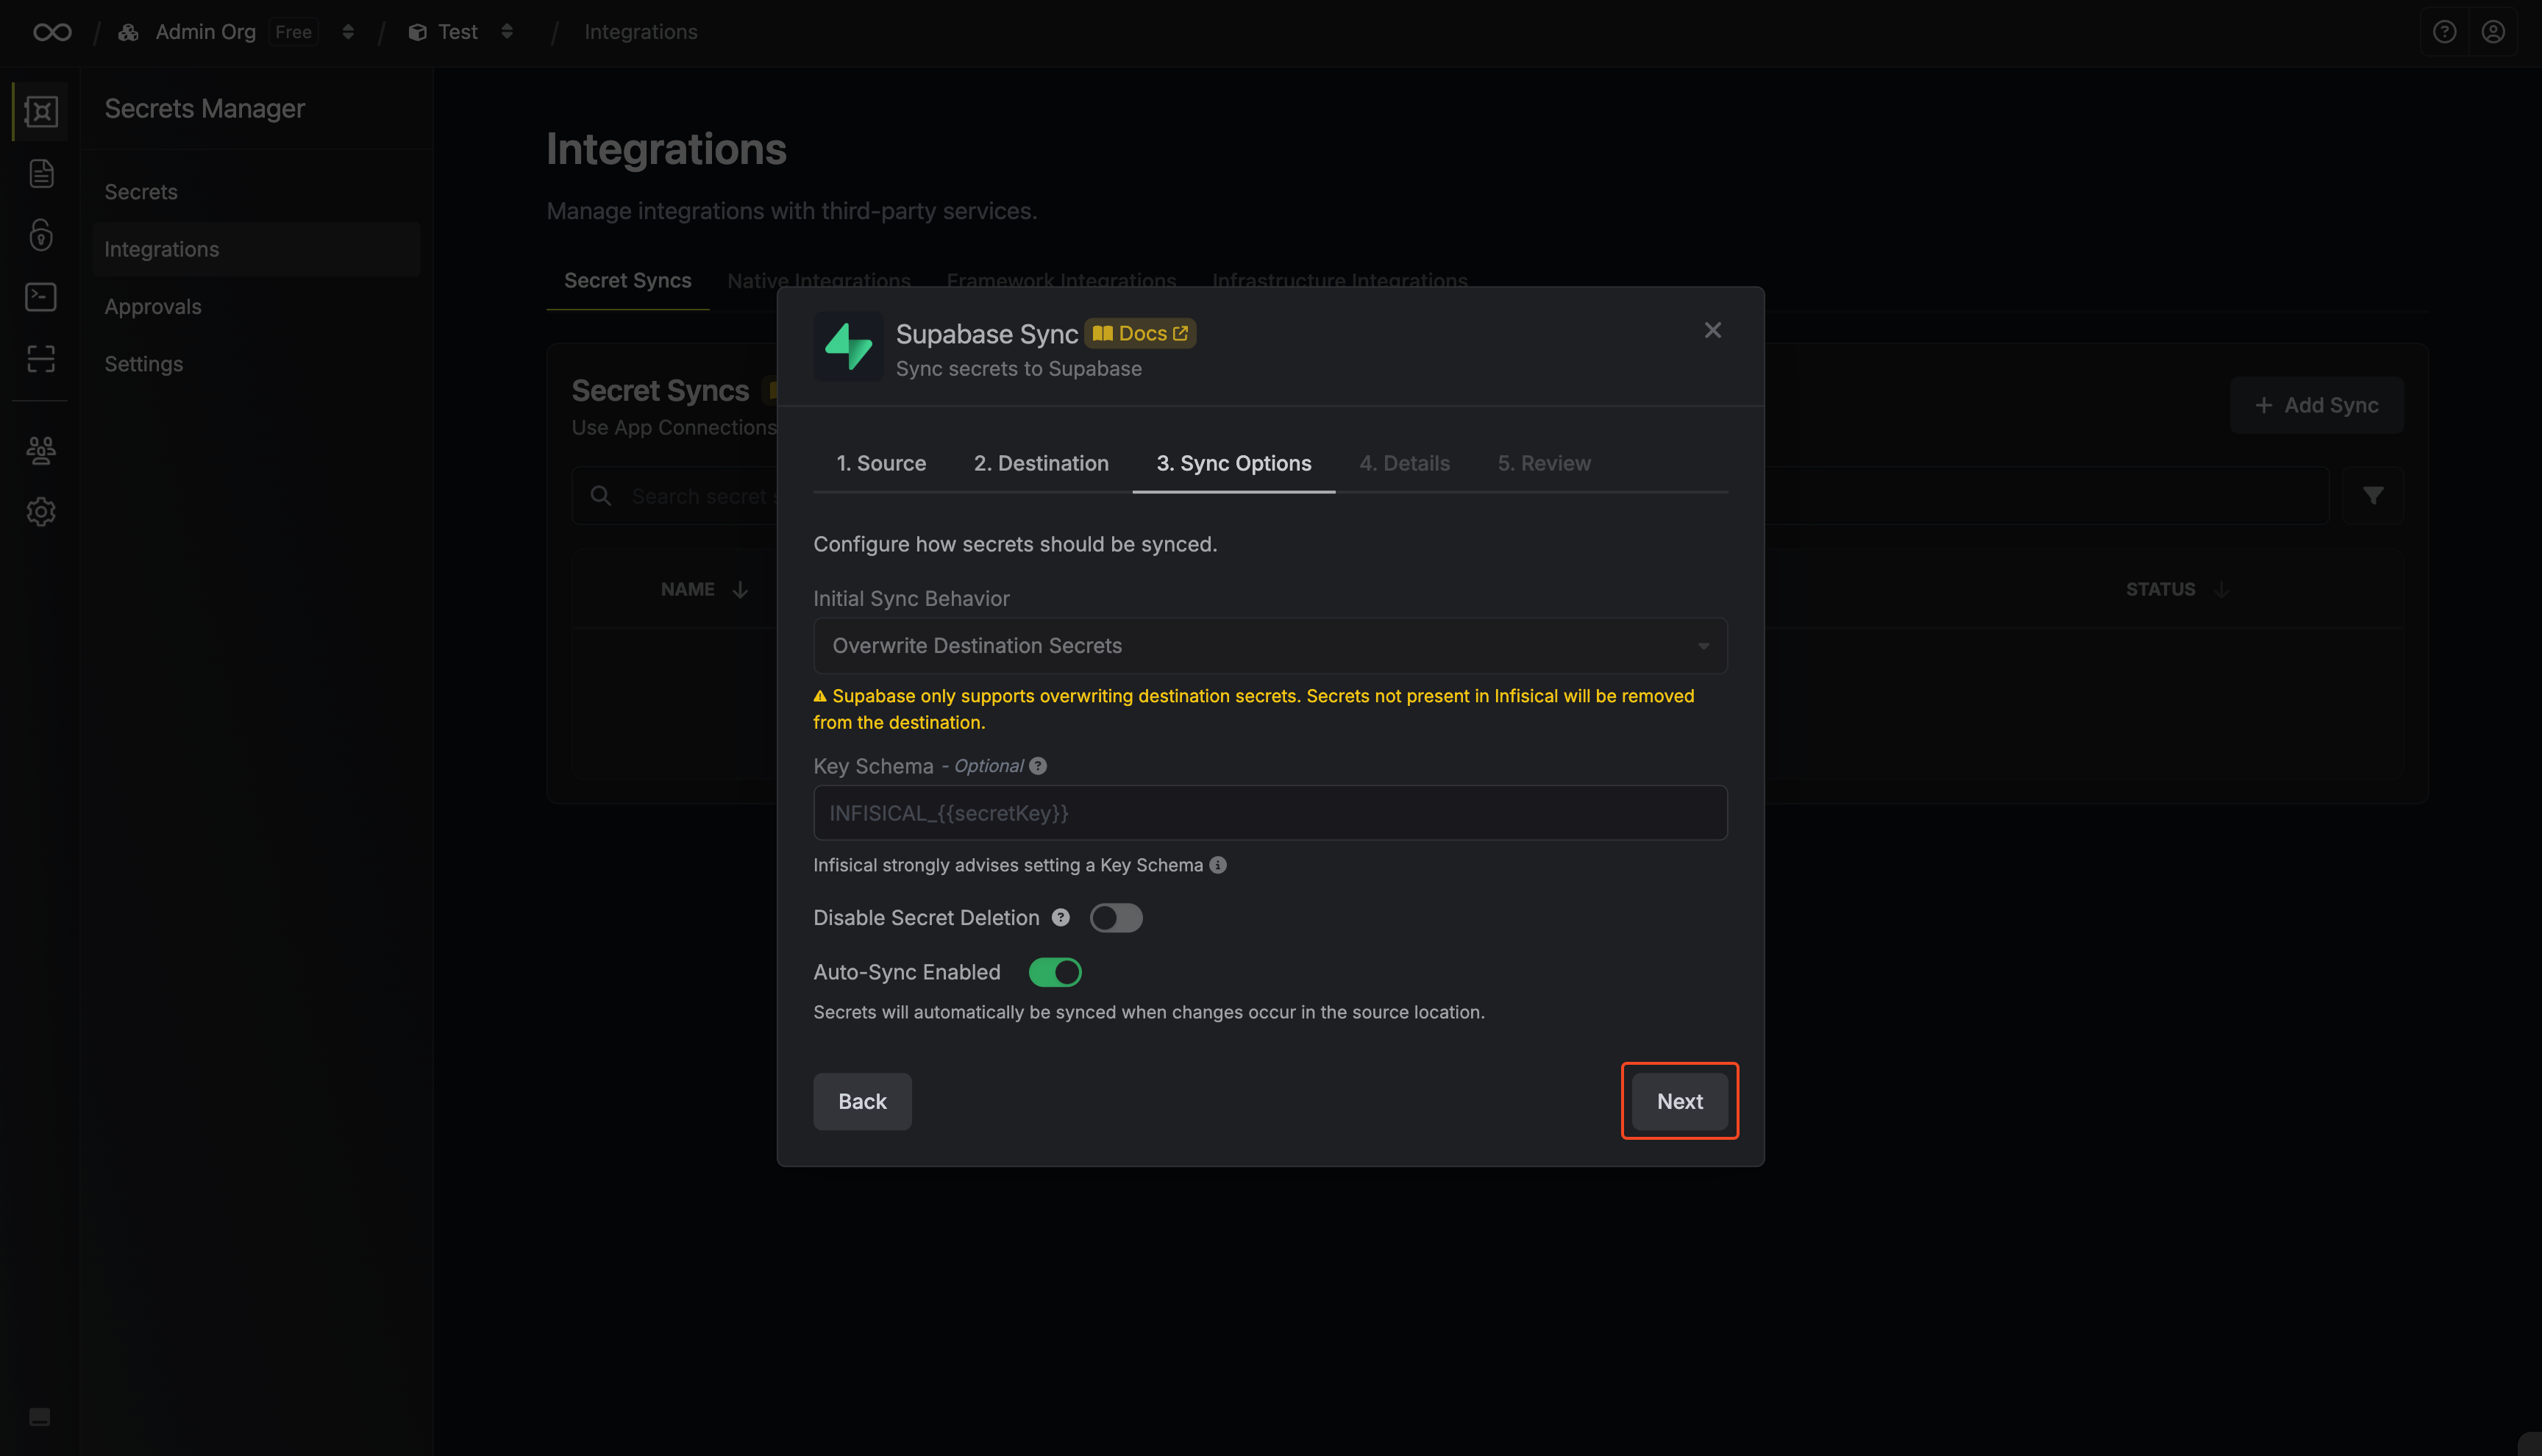 Admin Org Free
Test
Integrations
Secrets Manager
Secrets
Integrations
Approvals
Settings
Integrations
Manage integrations with third-party services.
Secret Syncs
Native Integrations
Framework Integrations
Infrastructure Integrations
Secret Syncs
Use App Connections
+ Add Sync
Search secret
NAME
STATUS
Supabase Sync
Docs
Sync secrets to Supabase
1. Source
2. Destination
3. Sync Options
4. Details
5. Review
Configure how secrets should be synced.
Initial Sync Behavior
Overwrite Destination Secrets
Supabase only supports overwriting destination secrets. Secrets not present in Infisical will be removed
from the destination.
Key Schema - Optional
INFISICAL_{{secretKey}}
Infisical strongly advises setting a Key Schema
Disable Secret Deletion
Auto-Sync Enabled
Secrets will automatically be synced when changes occur in the source location.
Back
Next